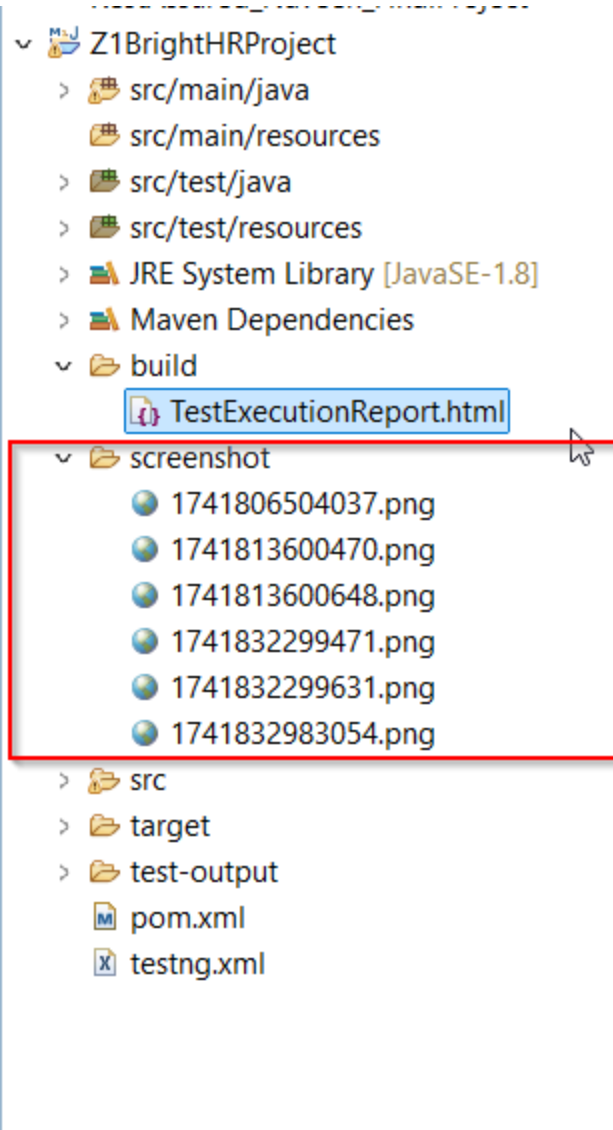 Z1BrightHRProject
src/main/java
src/main/resources
src/test/java
src/test/resources
JRE System Library [JavaSE-1.8]
Maven Dependencies
build
TestExecutionReport.html
screenshot
1741806504037.png
1741813600470.png
1741813600648.png
1741832299471.png
1741832299631.png
1741832983054.png
src
target
test-output
pom.xml
testng.xml